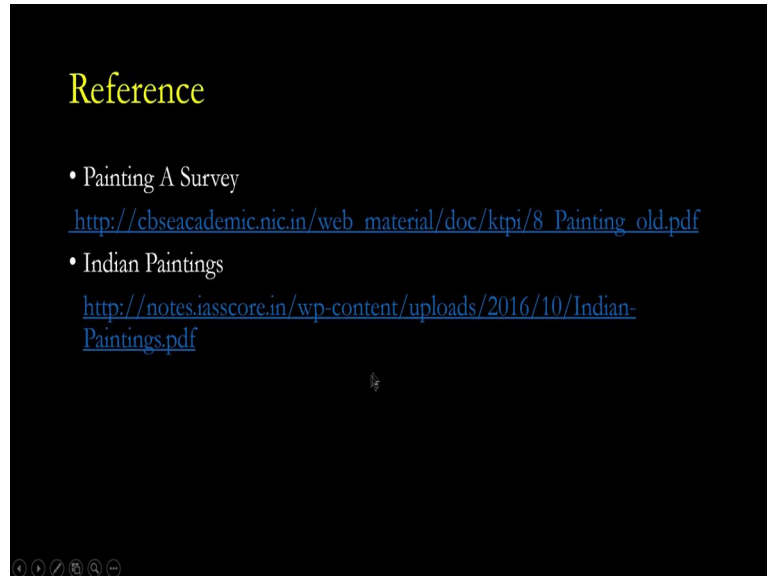 Reference
• Painting A Survey
http://cbseacademic.nic.in/web_material/doc/ktpi/8_Painting_old.pdf
• Indian Paintings
http://notes.iasscore.in/wp-content/uploads/2016/10/Indian-
Paintings.pdf